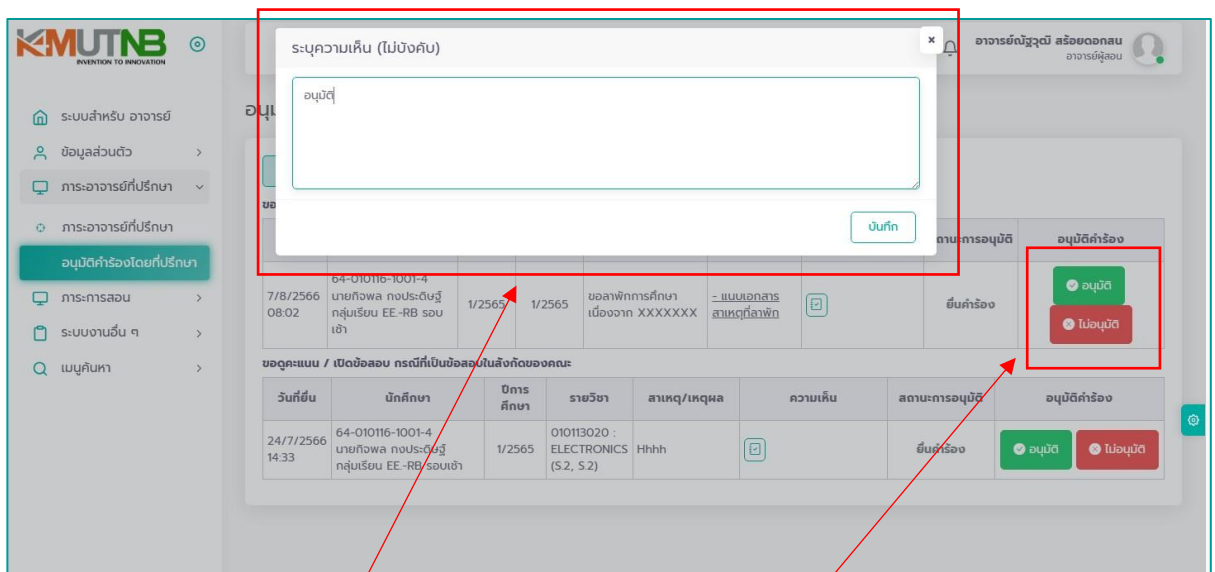 KMUTNB
INVENTION TO INNOVATION
ระบุความเห็น (ไม่บังคับ)
×
อาจารย์ณัฐวุฒิ สร้อยดอกสน
อาจารย์ผู้สอน
อนุมัติ
บันทึก
ระบบสำหรับ อาจารย์
ข้อมูลส่วนตัว
ภาระอาจารย์ที่ปรึกษา
ภาระอาจารย์ที่ปรึกษา
อนุมัติคำร้องโดยที่ปรึกษา
ภาระการสอน
ระบบงานอื่น ๆ
เมนูค้นหา
อนุมัติคำร้อง
7/8/2566
08:02
64-010116-1001-4
นายกิจพล กงประดิษฐ์
กลุ่มเรียน EE.-RB รอบ
เช้า
1/2565
1/2565
ขอลาพักการศึกษา
เนื่องจาก XXXXXXX
- แนบเอกสาร
สาเหตุที่ลาพัก
ยื่นคำร้อง
อนุมัติ
ไม่อนุมัติ
ขอดูคะแนน / เปิดข้อสอบ กรณีที่เป็นข้อสอบในสังกัดของคณะ
วันที่ยื่น
นักศึกษา
ปีการ
ศึกษา
รายวิชา
สาเหตุ/เหตุผล
ความเห็น
สถานะการอนุมัติ
อนุมัติคำร้อง
24/7/2566
14:33
64-010116-1001-4
นายกิจพล กงประดิษฐ์
กลุ่มเรียน EE.-RB รอบเช้า
1/2565
010113020 :
ELECTRONICS
(S.2, S.2)
Hhhh
ยื่นคำร้อง
อนุมัติ
ไม่อนุมัติ